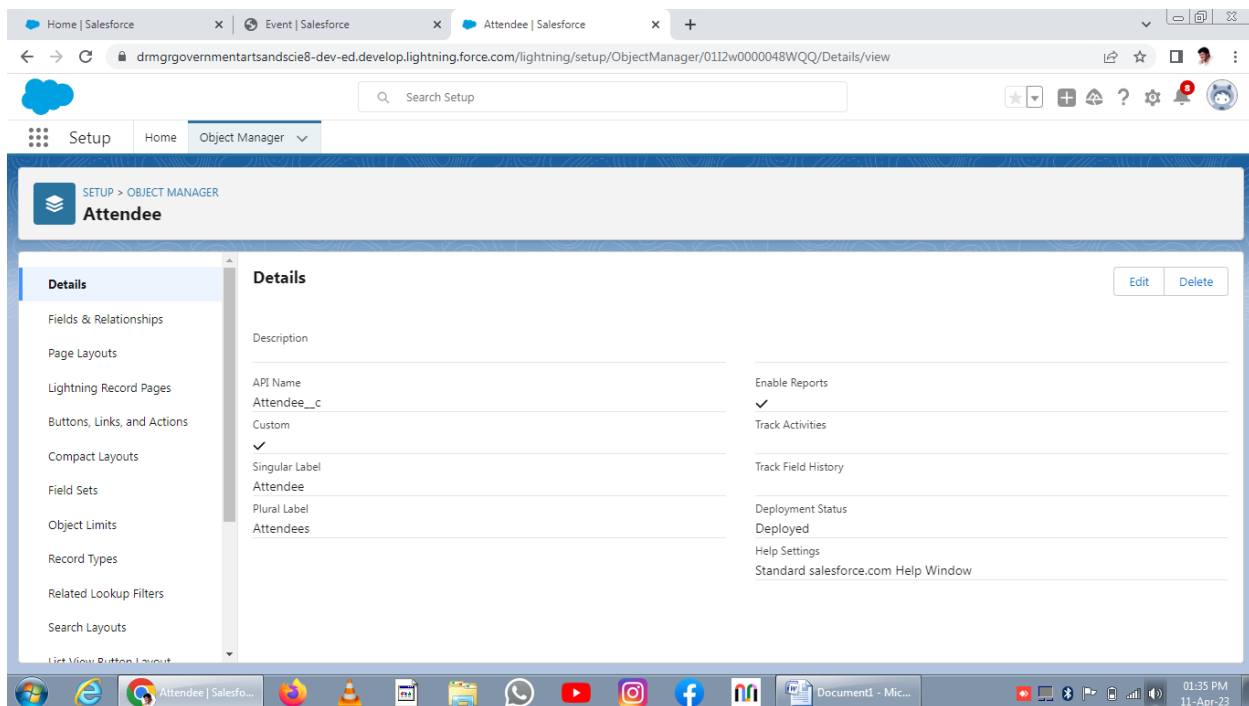 Home | Salesforce
Event | Salesforce
Attendee | Salesforce
drmgrgovernmentartsandscie8-dev-ed.develop.lightning.force.com/lightning/setup/ObjectManager/01I2w0000048WQQ/Details/view
Search Setup
8
Setup
Home
Object Manager
SETUP > OBJECT MANAGER
Attendee
Details
Fields & Relationships
Page Layouts
Lightning Record Pages
Buttons, Links, and Actions
Compact Layouts
Field Sets
Object Limits
Record Types
Related Lookup Filters
Search Layouts
List View Button Layout
Details
Edit
Delete
Description
API Name
Attendee__c
Custom
Singular Label
Attendee
Plural Label
Attendees
Enable Reports
Track Activities
Track Field History
Deployment Status
Deployed
Help Settings
Standard salesforce.com Help Window
Attendee | Salesfo...
Document1 - Mic...
01:35 PM
11-Apr-23